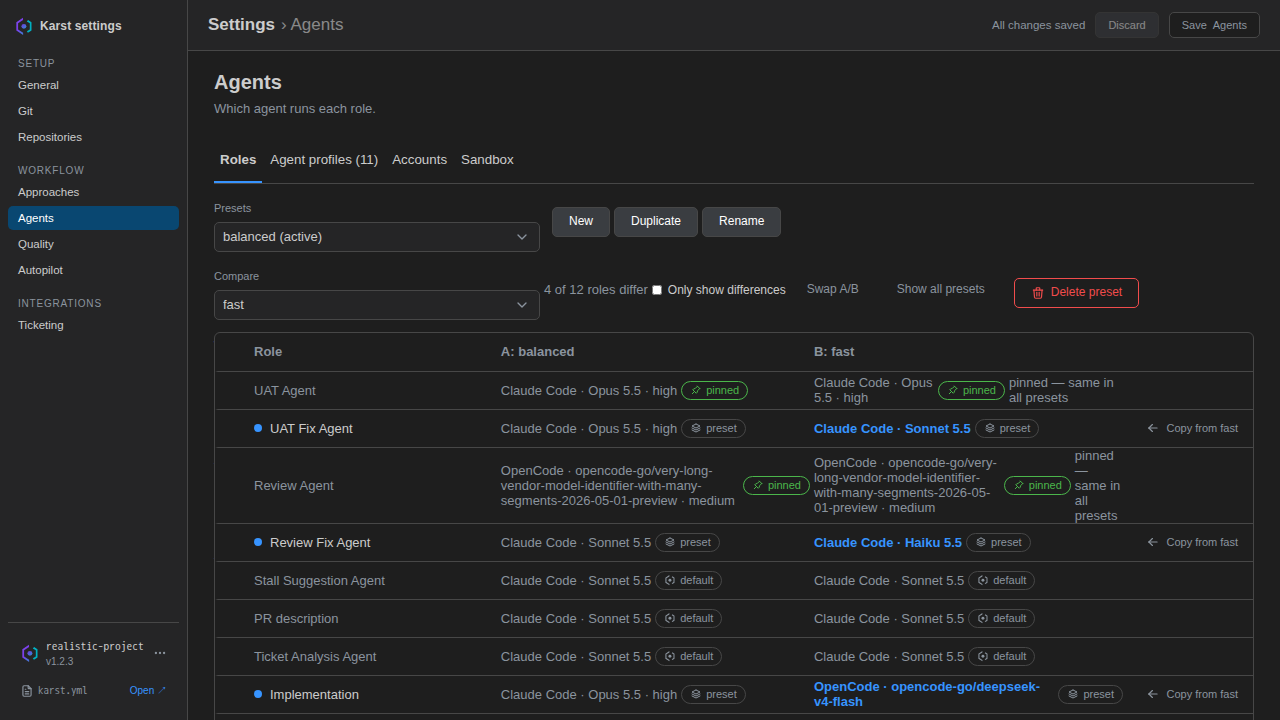 Karst settings
SETUP
General
Git
Repositories
WORKFLOW
Approaches
Agents
Quality
Autopilot
INTEGRATIONS
Ticketing
realistic-project
v1.2.3
karst.yml
Open ↗
Settings › Agents
All changes saved
Discard
Save Agents
Agents
Which agent runs each role.
Roles
Agent profiles (11)
Accounts
Sandbox
Presets
balanced (active)
New
Duplicate
Rename
Compare
fast
4 of 12 roles differ
Only show differences
Swap A/B
Show all presets
Delete preset
Role
A: balanced
B: fast
UAT Agent
Claude Code · Opus 5.5 · high
pinned
Claude Code · Opus
5.5 · high
pinned
pinned — same in
all presets
UAT Fix Agent
Claude Code · Opus 5.5 · high
preset
Claude Code · Sonnet 5.5
preset
Copy from fast
Review Agent
OpenCode · opencode-go/very-long-
vendor-model-identifier-with-many-
segments-2026-05-01-preview · medium
pinned
OpenCode · opencode-go/very-
long-vendor-model-identifier-
with-many-segments-2026-05-
01-preview · medium
pinned
pinned
—
same in
all
presets
Review Fix Agent
Claude Code · Sonnet 5.5
preset
Claude Code · Haiku 5.5
preset
Copy from fast
Stall Suggestion Agent
Claude Code · Sonnet 5.5
default
Claude Code · Sonnet 5.5
default
PR description
Claude Code · Sonnet 5.5
default
Claude Code · Sonnet 5.5
default
Ticket Analysis Agent
Claude Code · Sonnet 5.5
default
Claude Code · Sonnet 5.5
default
Implementation
Claude Code · Opus 5.5 · high
preset
OpenCode · opencode-go/deepseek-
v4-flash
preset
Copy from fast